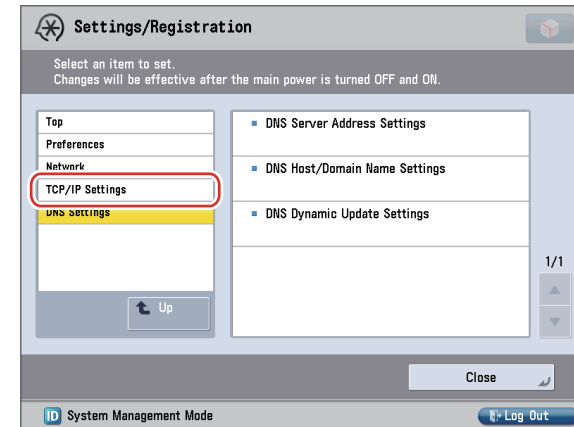 Settings/Registration
Select an item to set.
Changes will be effective after the main power is turned OFF and ON.
Top
Preferences
Network
TCP/IP Settings
DNS Settings
Up
DNS Server Address Settings
DNS Host/Domain Name Settings
DNS Dynamic Update Settings
1/1
Close
ID System Management Mode
Log Out